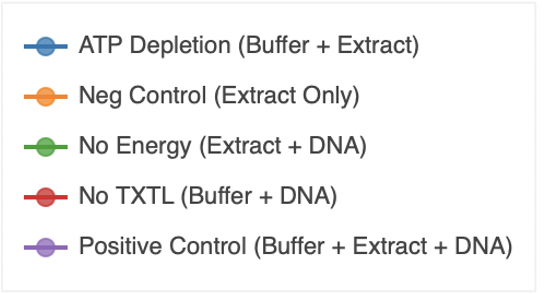 ATP Depletion (Buffer + Extract)
Neg Control (Extract Only)
No Energy (Extract + DNA)
No TXTL (Buffer + DNA)
Positive Control (Buffer + Extract + DNA)